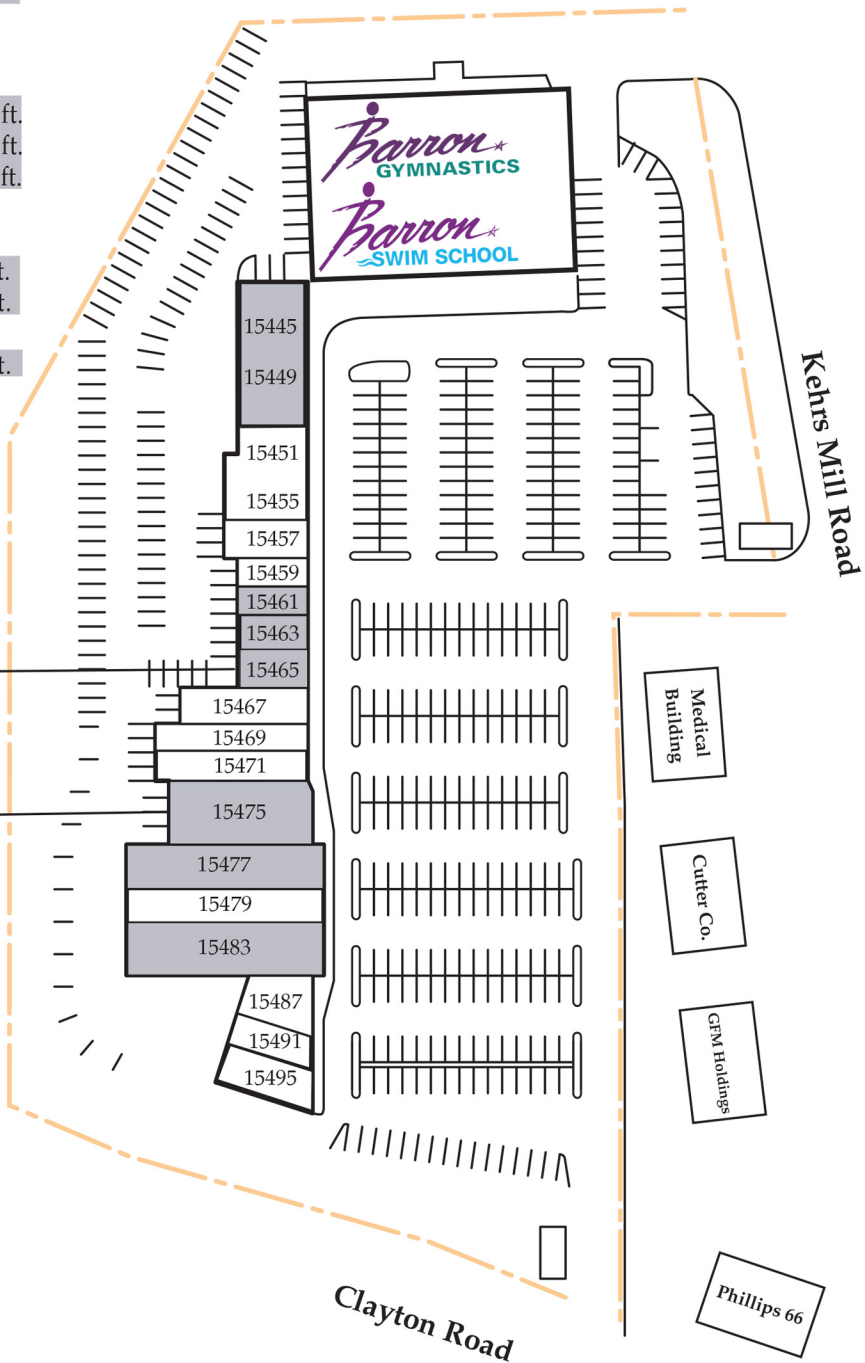 ft.
ft.
ft.
t.
t.
t.
Barron
GYMNASTICS
Barron
SWIM SCHOOL
15445
15449
15451
15455
15457
15459
15461
15463
15465
15467
15469
15471
15475
15477
15479
15483
15487
15491
15495
Kehrs Mill Road
Medical
Building
Cutter Co.
GFM Holdings
Phillips 66
Clayton Road